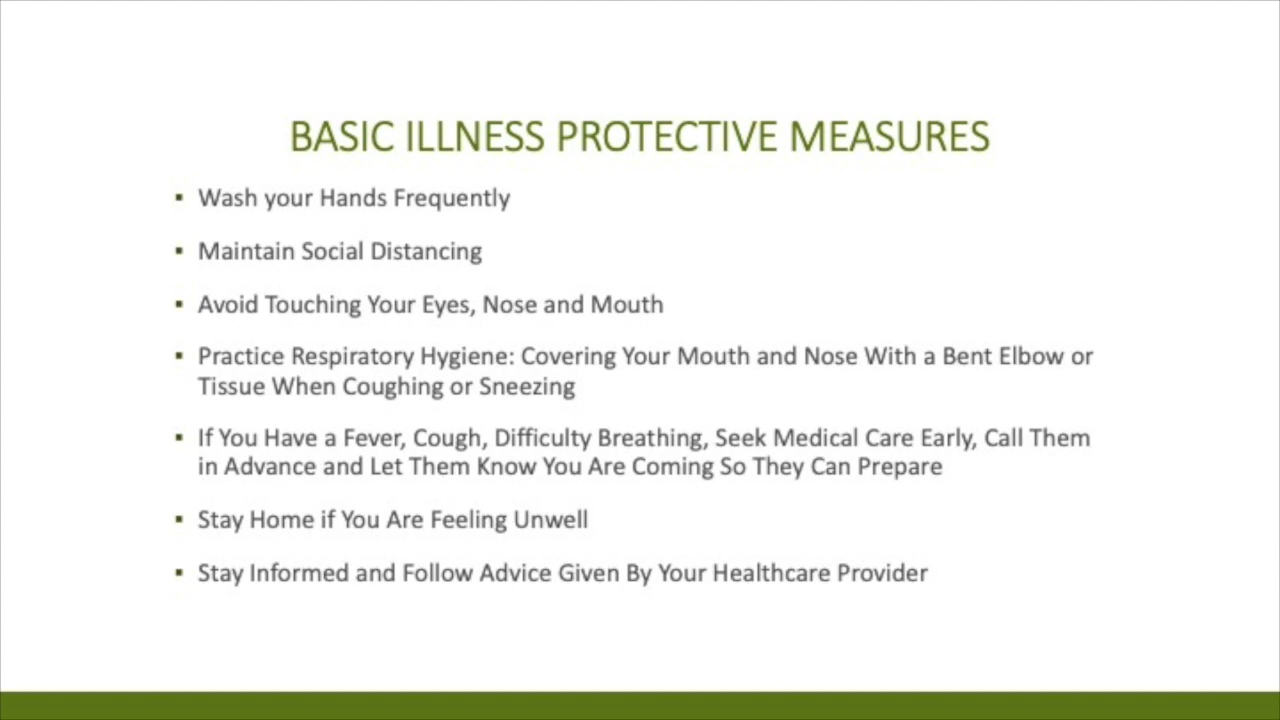 BASIC ILLNESS PROTECTIVE MEASURES
▪ Wash your Hands Frequently
▪ Maintain Social Distancing
▪ Avoid Touching Your Eyes, Nose and Mouth
▪ Practice Respiratory Hygiene: Covering Your Mouth and Nose With a Bent Elbow or
Tissue When Coughing or Sneezing
▪ If You Have a Fever, Cough, Difficulty Breathing, Seek Medical Care Early, Call Them
in Advance and Let Them Know You Are Coming So They Can Prepare
▪ Stay Home if You Are Feeling Unwell
▪ Stay Informed and Follow Advice Given By Your Healthcare Provider